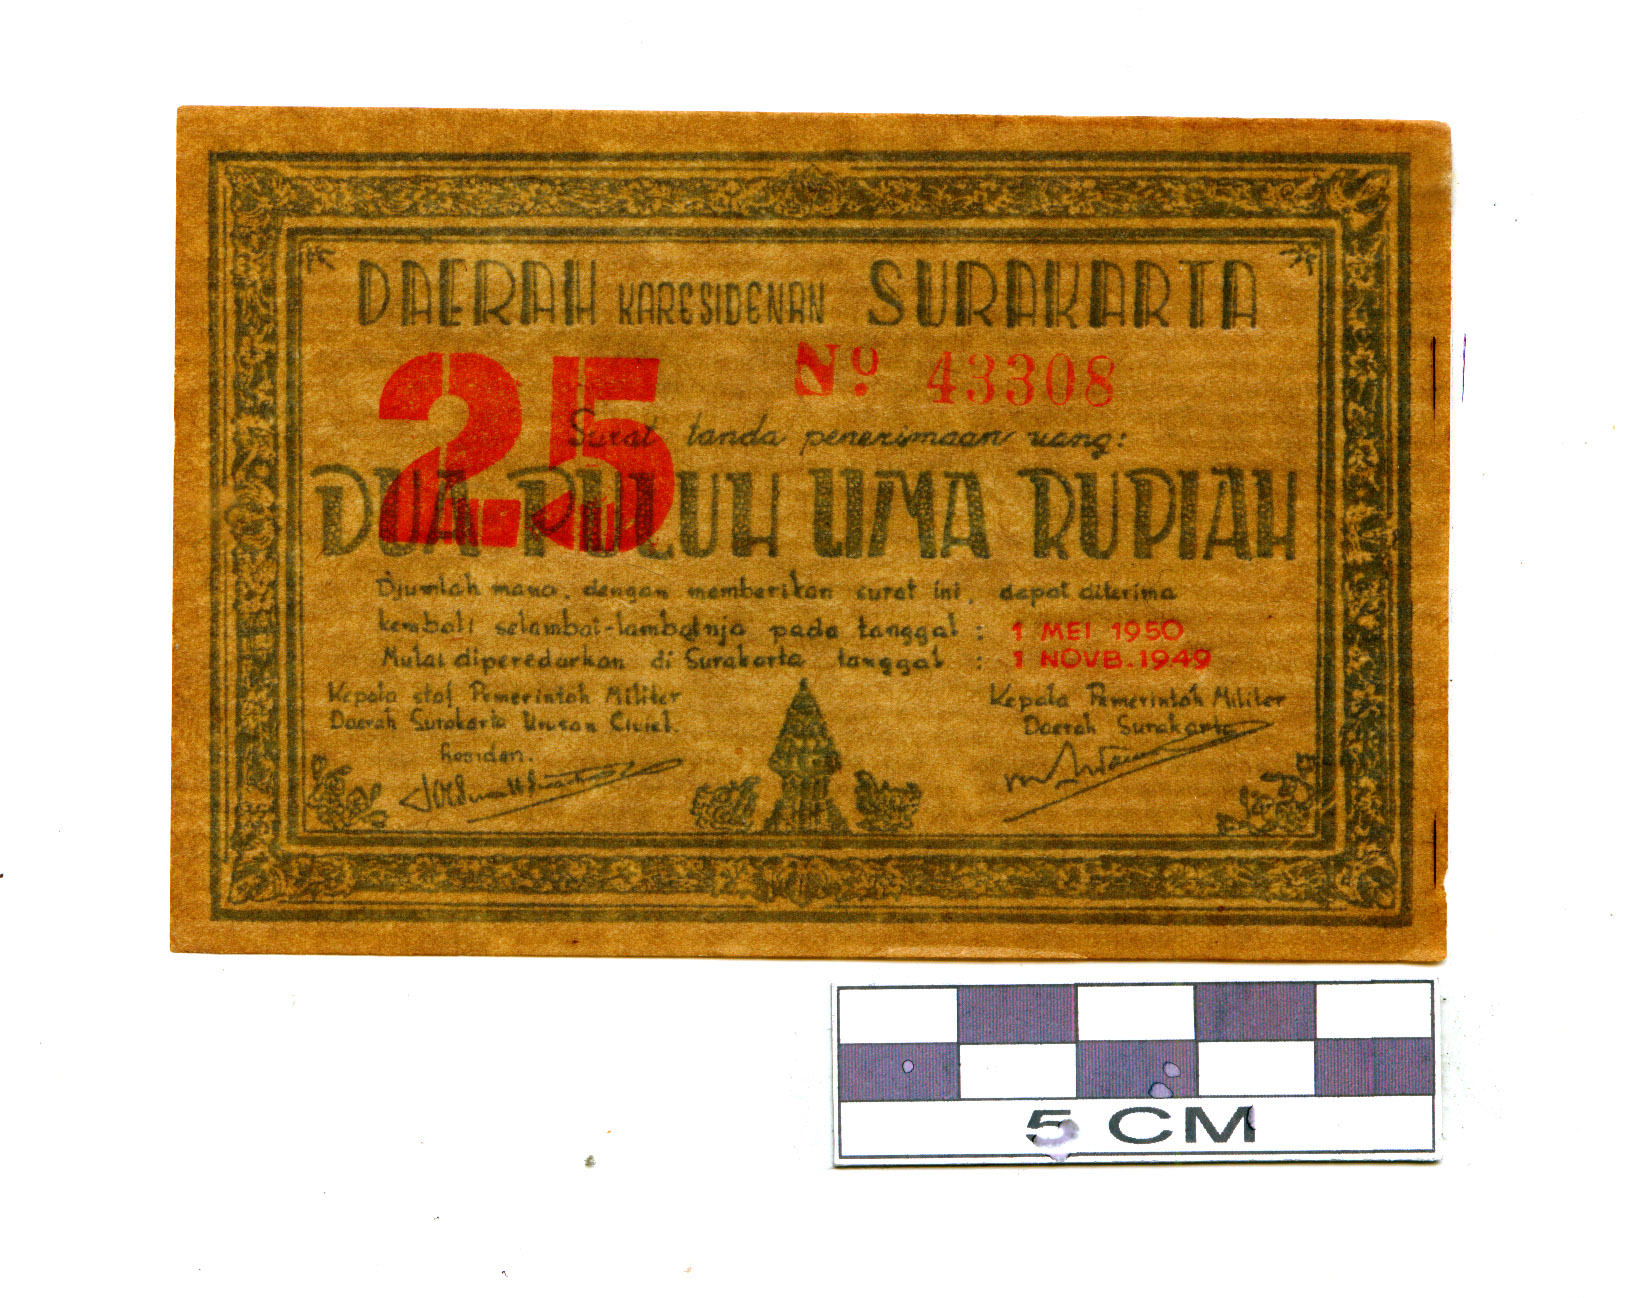 DAERAH KARESIDENAN SURAKARTA
25
No 43308
Surat tanda penerimaan uang:
DUA PULUH LIMA RUPIAH
Djumlah mana, dengan memberikan surat ini, dapat diterima
kembali selambat-lambatnja pada tanggal : 1 MEI 1950
Mulai diperedarkan di Surakarta tanggal : 1 NOVB. 1949
Kepala staf Pemerintah Militer
Daerah Surakarta Urusan Civiel.
Residen.
Kepala Pemerintah Militer
Daerah Surakarta
5 CM